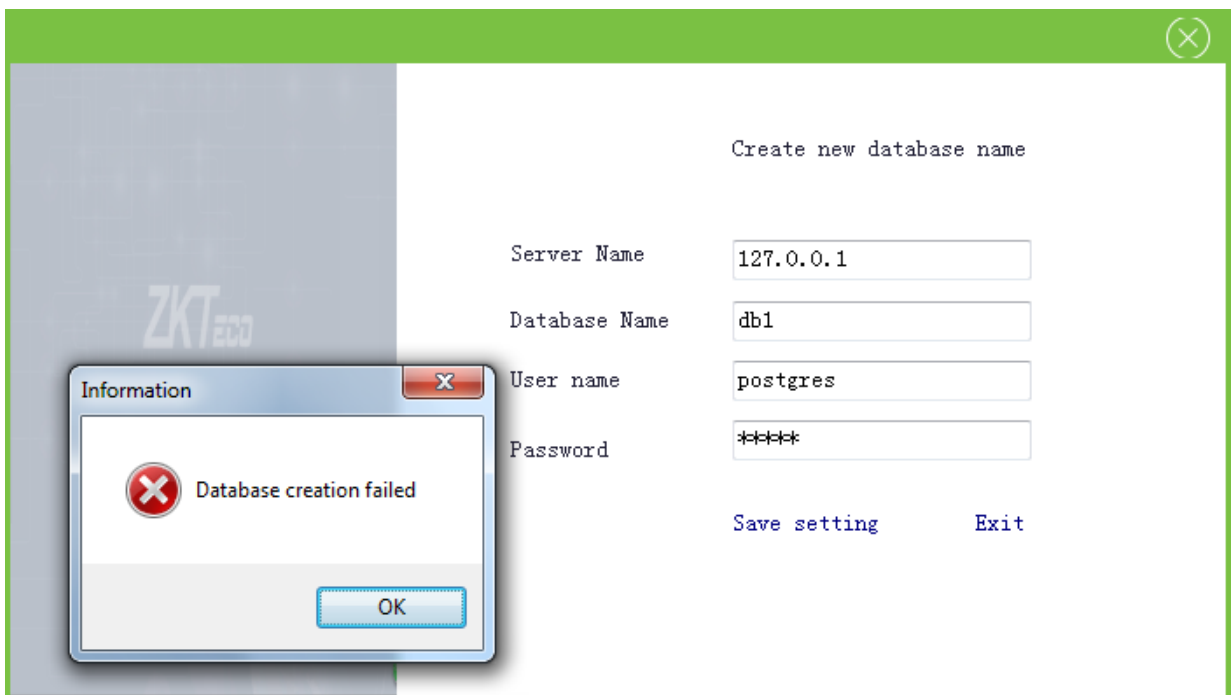 Create new database name
Server Name
127.0.0.1
Database Name
db1
User name
postgres
Password
*****
Save setting Exit
ZKTECO
Information
Database creation failed
OK